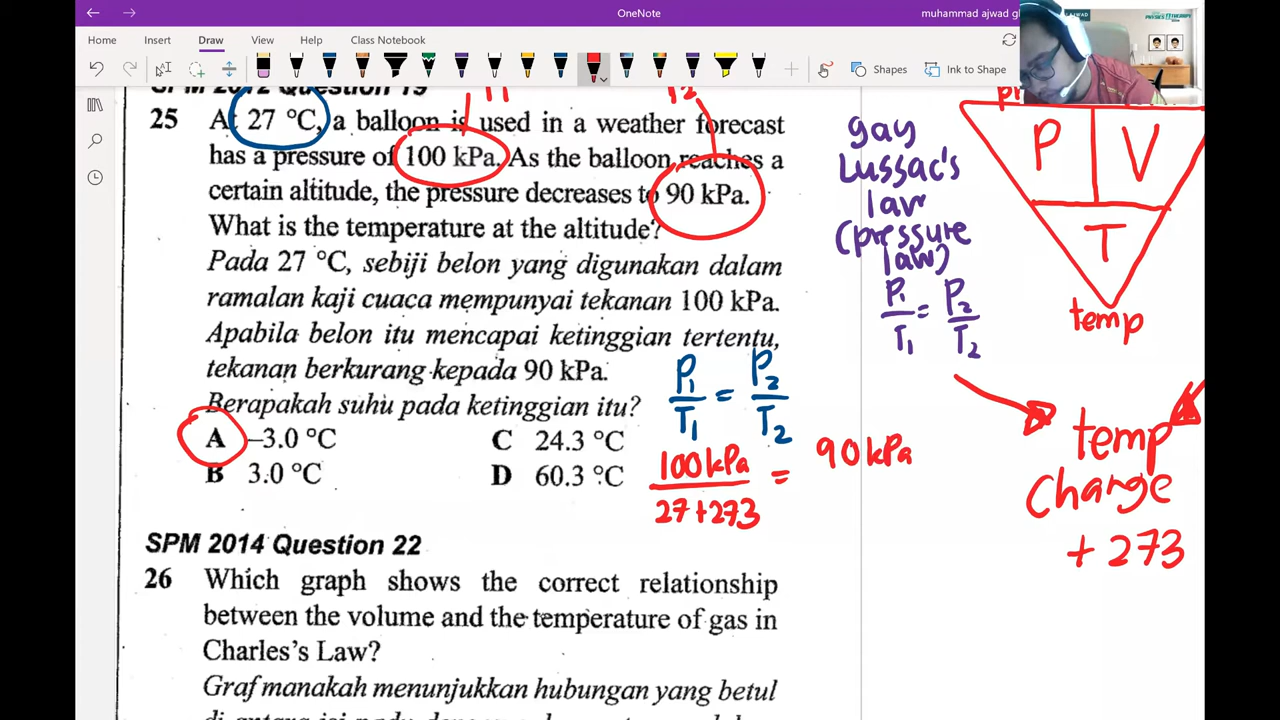 OneNote
muhammad ajwad
Home Insert Draw View Help Class Notebook
Shapes
Ink to Space
SPM 2012 Question 19
25 At 27 °C, a balloon is used in a weather forecast
has a pressure of 100 kPa. As the balloon reaches a
certain altitude, the pressure decreases to 90 kPa.
What is the temperature at the altitude?
Pada 27 °C, sebiji belon yang digunakan dalam
ramalan kaji cuaca mempunyai tekanan 100 kPa.
Apabila belon itu mencapai ketinggian tertentu,
tekanan berkurang kepada 90 kPa.
Berapakah suhu pada ketinggian itu?
A –3.0 °C C 24.3 °C
B 3.0 °C D 60.3 °C
P1/T1 = P2/T2
100 kPa/27+273 = 90 kPa
SPM 2014 Question 22
26 Which graph shows the correct relationship
between the volume and the temperature of gas in
Charles's Law?
Graf manakah menunjukkan hubungan yang betul
gay
Lussac's
law
(pressure
law)
P1/T1 = P2/T2
P V
T
temp
temp
Change
+ 273